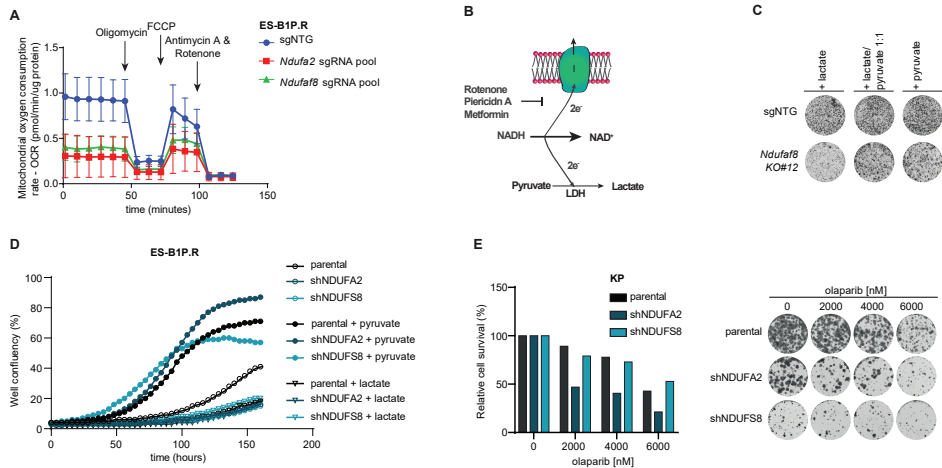 A
ES-B1P.R
sgNTG
Ndufa2 sgRNA pool
Ndufaf8 sgRNA pool
Oligomycin
FCCP
Antimycin A &
Rotenone
Mitochondrial oxygen consumption
rate - OCR (pmol/min/ug protein)
1.5
1.0
0.5
0.0
0
50
100
150
200
time (minutes)
B
I
Rotenone
Piericidin A
Metformin
2e⁻
NADH
NAD⁺
2e⁻
Pyruvate
LDH
Lactate
C
+ lactate
+ lactate/
pyruvate 1:1
+ pyruvate
sgNTG
Ndufaf8
KO#12
D
ES-B1P.R
Well confluency (%)
100
80
60
40
20
0
0
50
100
150
200
time (hours)
parental
shNDUFA2
shNDUFS8
parental + pyruvate
shNDUFA2 + pyruvate
shNDUFS8 + pyruvate
parental + lactate
shNDUFA2 + lactate
shNDUFS8 + lactate
E
KP
parental
shNDUFA2
shNDUFS8
Relative cell survival (%)
150
100
50
0
0
2000
4000
6000
olaparib [nM]
olaparib [nM]
0
2000
4000
6000
parental
shNDUFA2
shNDUFS8